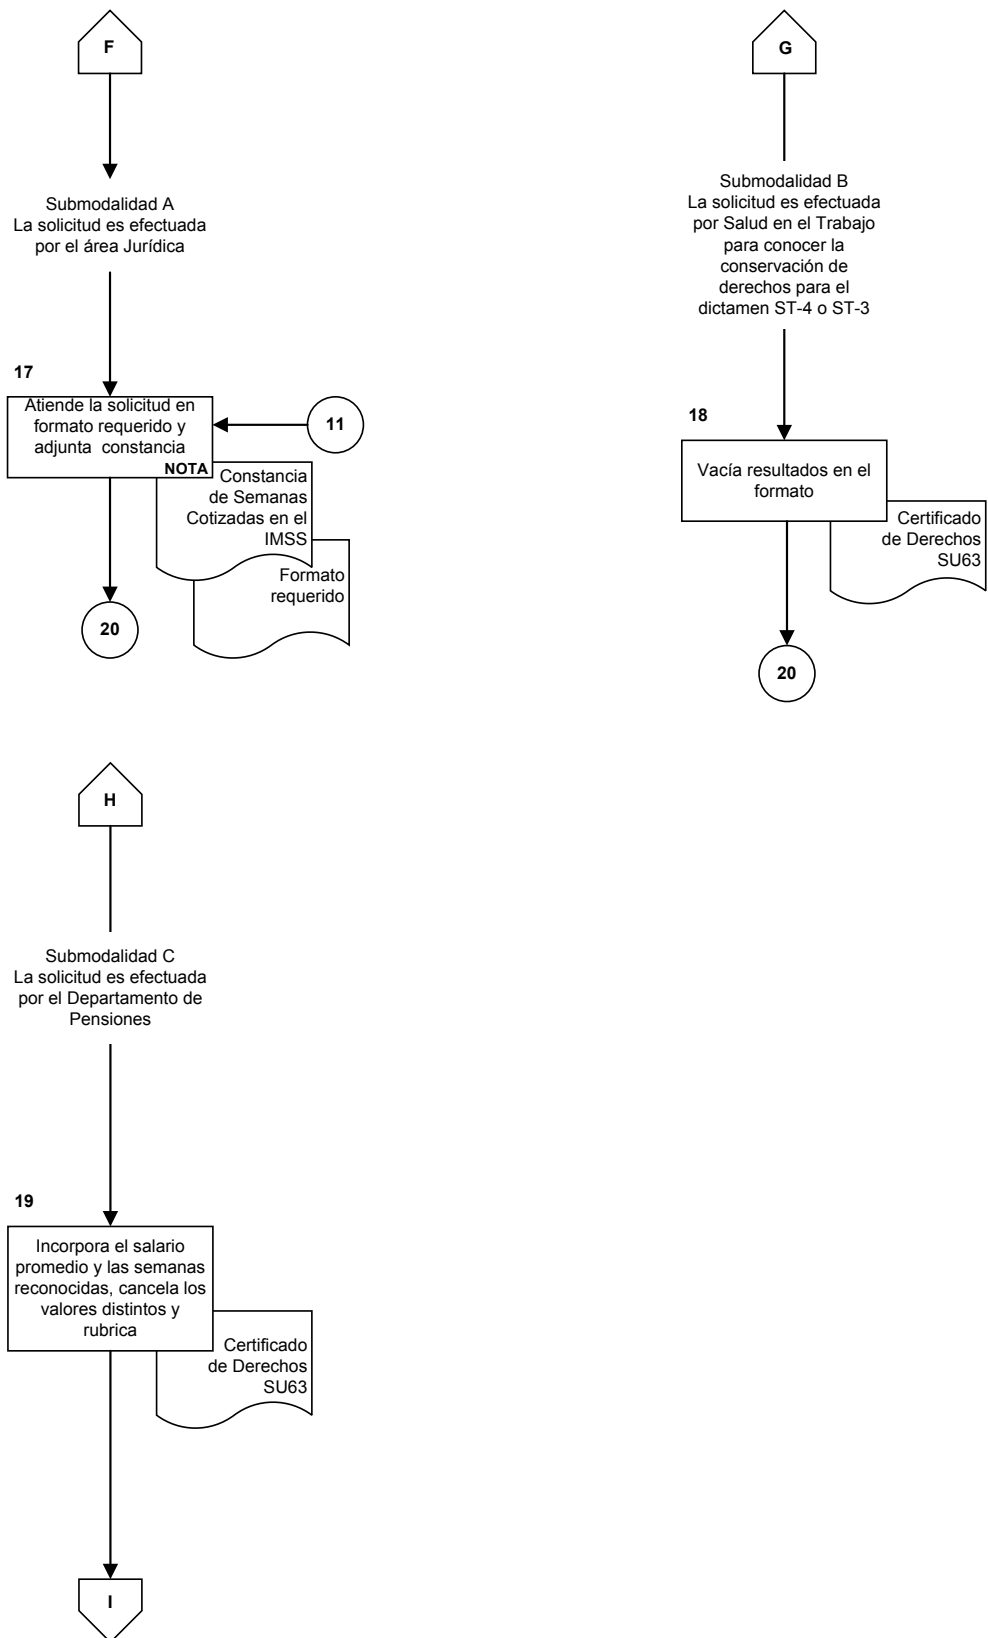 F
Submodalidad A
La solicitud es efectuada
por el área Jurídica
17
Atiende la solicitud en
formato requerido y
adjunta constancia
NOTA
11
Constancia
de Semanas
Cotizadas en el
IMSS
Formato
requerido
20
G
Submodalidad B
La solicitud es efectuada
por Salud en el Trabajo
para conocer la
conservación de
derechos para el
dictamen ST-4 o ST-3
18
Vacía resultados en el
formato
Certificado
de Derechos
SU63
20
H
Submodalidad C
La solicitud es efectuada
por el Departamento de
Pensiones
19
Incorpora el salario
promedio y las semanas
reconocidas, cancela los
valores distintos y
rubrica
Certificado
de Derechos
SU63
I